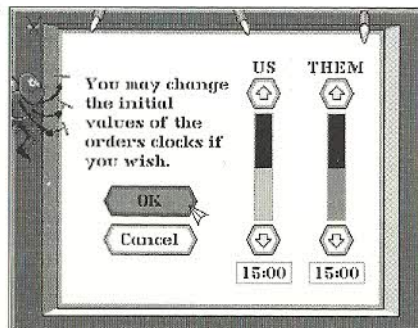 US THEM
You may change
the initial
values of the
orders clocks if
you wish.
OK
Cancel
15:00 15:00